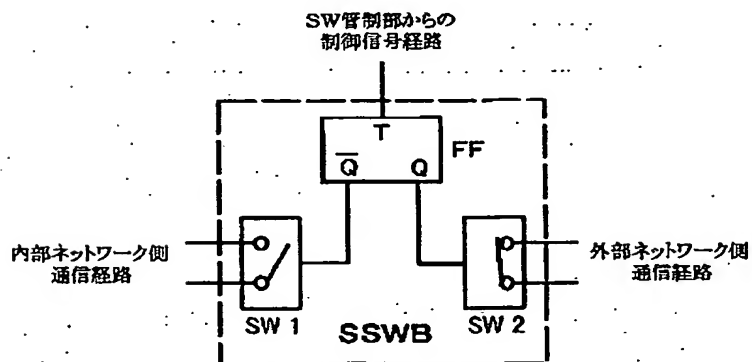 SW管制部からの
制御信号経路
T
Q̅ Q
FF
内部ネットワーク側
通信経路
外部ネットワーク側
通信経路
SW 1
SSWB
SW 2